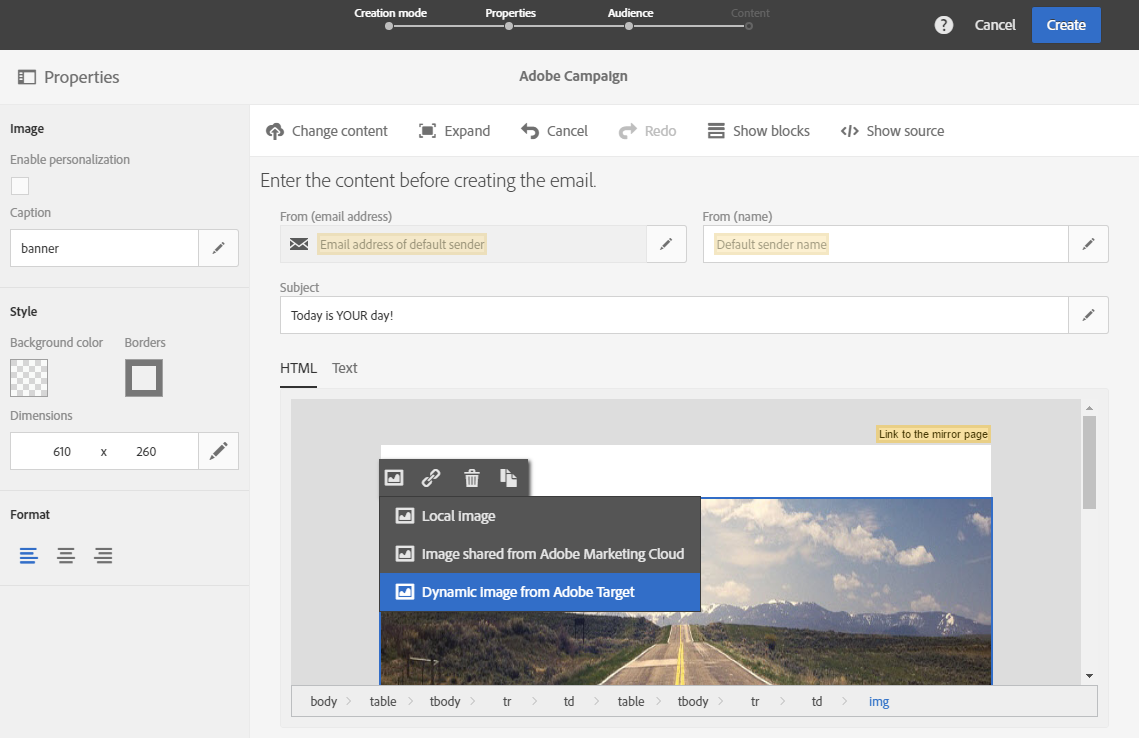 Creation mode Properties Audience Content
? Cancel Create
Properties
Adobe Campaign
Image
Enable personalization
Caption
banner
Style
Background color Borders
Dimensions
610 x 260
Format
Change content Expand Cancel Redo Show blocks Show source
Enter the content before creating the email.
From (email address) From (name)
Email address of default sender Default sender name
Subject
Today is YOUR day!
HTML Text
Link to the mirror page
Local image
Image shared from Adobe Marketing Cloud
Dynamic image from Adobe Target
body table tbody tr td table tbody tr td img